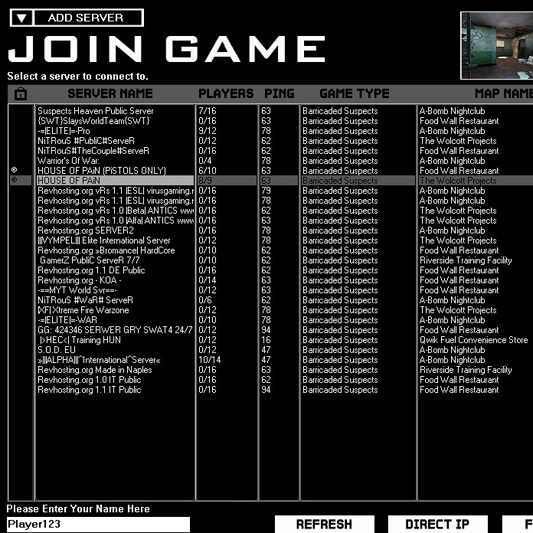 ADD SERVER
JOIN GAME
Select a server to connect to.
SERVER NAME PLAYERS PING GAME TYPE MAP NAME
Suspects Heaven Public Server 7/16 63 Barricaded Suspects A-Bomb Nightclub
{SWT}SlaysWorldTeam{SWT} 0/16 63 Barricaded Suspects Food Wall Restaurant
-=|ELITE|=-Pro 9/12 78 Barricaded Suspects A-Bomb Nightclub
NiTRouS #PubliC#ServeR 0/12 62 Barricaded Suspects The Wolcott Projects
NiTRouS#TheCouple#ServeR 0/16 62 Barricaded Suspects Food Wall Restaurant
Warrior's Of War: 0/4 78 Barricaded Suspects A-Bomb Nightclub
HOUSE OF PAiN (PISTOLS ONLY) 6/10 63 Barricaded Suspects Food Wall Restaurant
HOUSE OF PAiN 63 Barricaded Suspects The Wolcott Projects
Revhosting.org vRs 1.1 |ESL| virusgaming.r 0/16 79 Barricaded Suspects A-Bomb Nightclub
Revhosting.org vRs 1.1 |ESL| virusgaming.r 0/16 78 Barricaded Suspects A-Bomb Nightclub
Revhosting.org vRs 1.0 |Beta| ANTICS www 0/16 62 Barricaded Suspects The Wolcott Projects
Revhosting.org vRs 1.0 |Alfa| ANTICS www 0/16 63 Barricaded Suspects The Wolcott Projects
Revhosting.org SERVER2 0/16 78 Barricaded Suspects A-Bomb Nightclub
|||VYMPEL||| Elite International Server 0/12 78 Barricaded Suspects The Wolcott Projects
Revhosting.org »Bromance| HardCore 0/10 62 Barricaded Suspects Food Wall Restaurant
GamerZ PubliC ServeR 7/7 0/10 62 Barricaded Suspects Riverside Training Facility
Revhosting.org 1.1 DE Public 0/16 62 Barricaded Suspects Food Wall Restaurant
Revhosting.org - KOA - 0/14 63 Barricaded Suspects Food Wall Restaurant
-==MYT World Svr==- 0/12 63 Barricaded Suspects Food Wall Restaurant
NiTRouS #WaR# ServeR 0/6 62 Barricaded Suspects A-Bomb Nightclub
Xtreme Fire Warzone 0/12 78 Barricaded Suspects The Wolcott Projects
-=|ELITE|=-WAR 0/10 78 Barricaded Suspects A-Bomb Nightclub
GG: 424346 SERWER GRY SWAT4 24/7 0/12 94 Barricaded Suspects Food Wall Restaurant
|>HEC<| Training HUN 0/12 16 Barricaded Suspects Qwik Fuel Convenience Store
S.O.D. EU 0/12 47 Barricaded Suspects A-Bomb Nightclub
»|||ALPHA|||^International^Server« 10/14 47 Barricaded Suspects A-Bomb Nightclub
Revhosting.org Made in Naples 0/16 63 Barricaded Suspects Riverside Training Facility
Revhosting.org 1.0 IT Public 0/16 62 Barricaded Suspects Food Wall Restaurant
Revhosting.org 1.1 IT Public 0/16 94 Barricaded Suspects Food Wall Restaurant
Please Enter Your Name Here
Player123
REFRESH DIRECT IP F